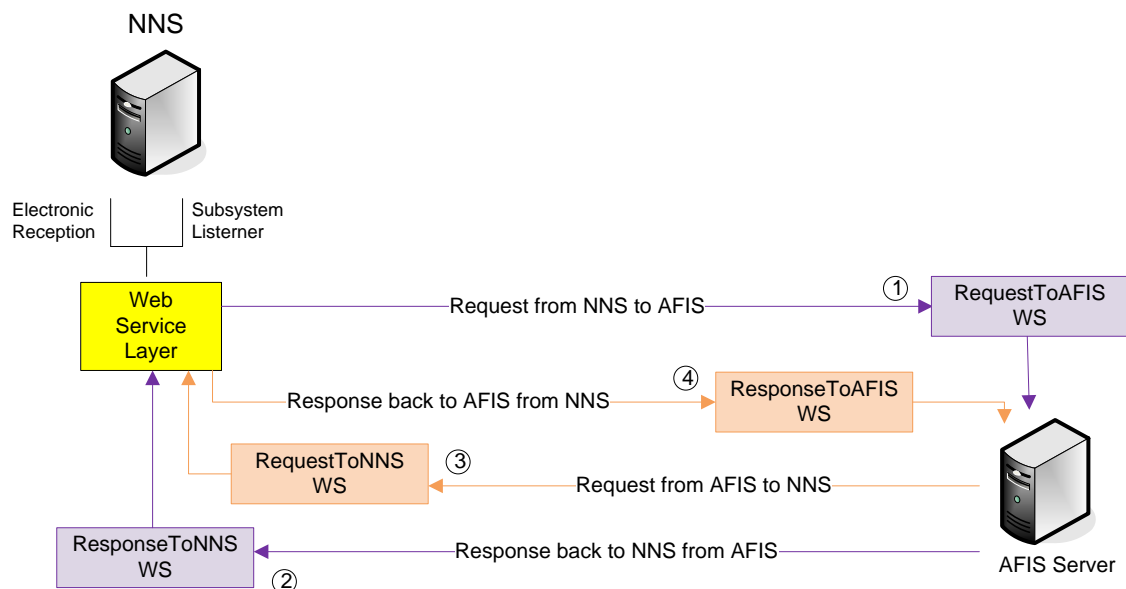 NNS
Electronic
Reception
Subsystem
Listerner
Web
Service
Layer
Request from NNS to AFIS
1
RequestToAFIS
WS
Response back to AFIS from NNS
4
ResponseToAFIS
WS
RequestToNNS
WS
3
Request from AFIS to NNS
ResponseToNNS
WS
2
Response back to NNS from AFIS
AFIS Server